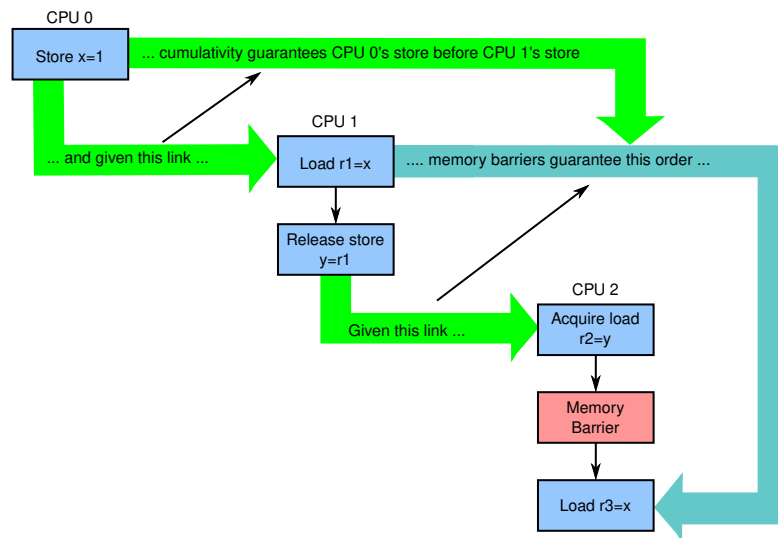 CPU 0
Store x=1
... cumulativity guarantees CPU 0's store before CPU 1's store
CPU 1
... and given this link ...
Load r1=x
.... memory barriers guarantee this order ...
Release store
y=r1
CPU 2
Given this link ...
Acquire load
r2=y
Memory
Barrier
Load r3=x